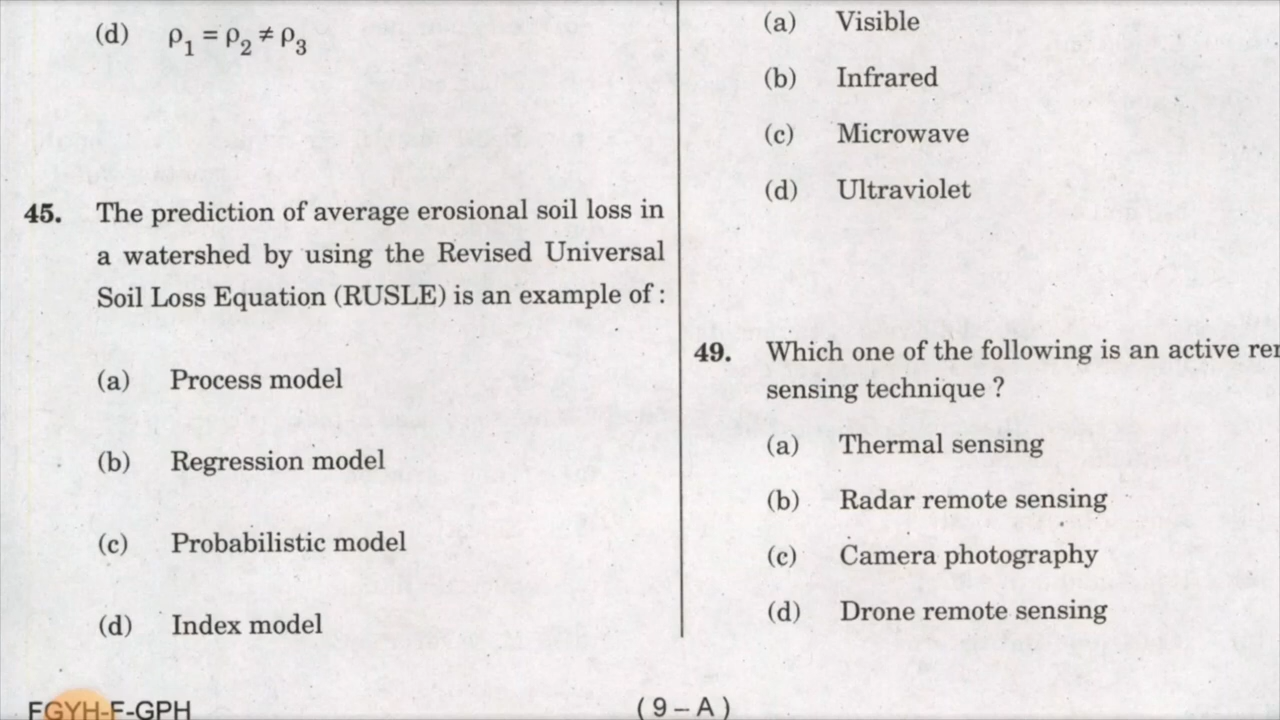 (d) ρ1 = ρ2 ≠ ρ3
45. The prediction of average erosional soil loss in
a watershed by using the Revised Universal
Soil Loss Equation (RUSLE) is an example of :
(a) Process model
(b) Regression model
(c) Probabilistic model
(d) Index model
(a) Visible
(b) Infrared
(c) Microwave
(d) Ultraviolet
49. Which one of the following is an active
sensing technique ?
(a) Thermal sensing
(b) Radar remote sensing
(c) Camera photography
(d) Drone remote sensing
FGYH-F-GPH
( 9 – A )